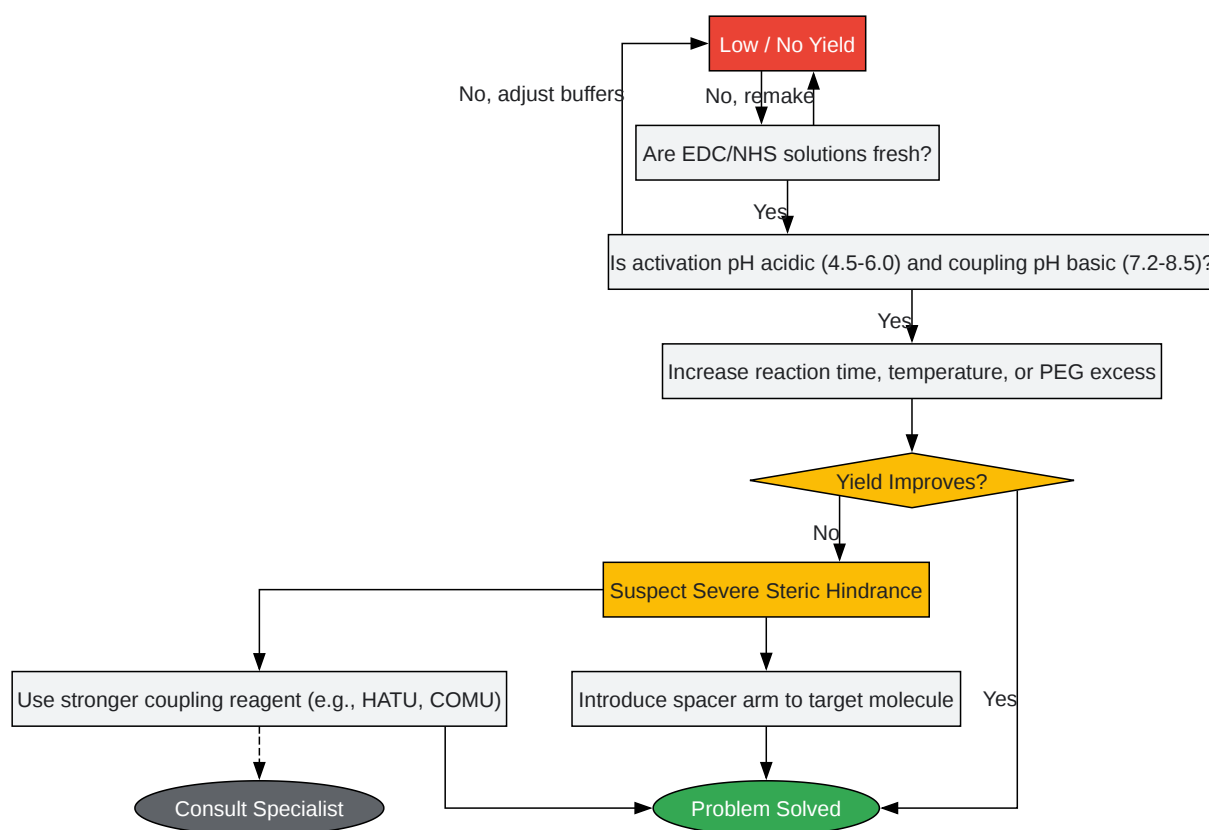 Low / No Yield
No, adjust buffers
No, remake
Are EDC/NHS solutions fresh?
Yes
Is activation pH acidic (4.5-6.0) and coupling pH basic (7.2-8.5)?
Yes
Increase reaction time, temperature, or PEG excess
Yield Improves?
No
Suspect Severe Steric Hindrance
Use stronger coupling reagent (e.g., HATU, COMU)
Introduce spacer arm to target molecule
Yes
Consult Specialist
Problem Solved